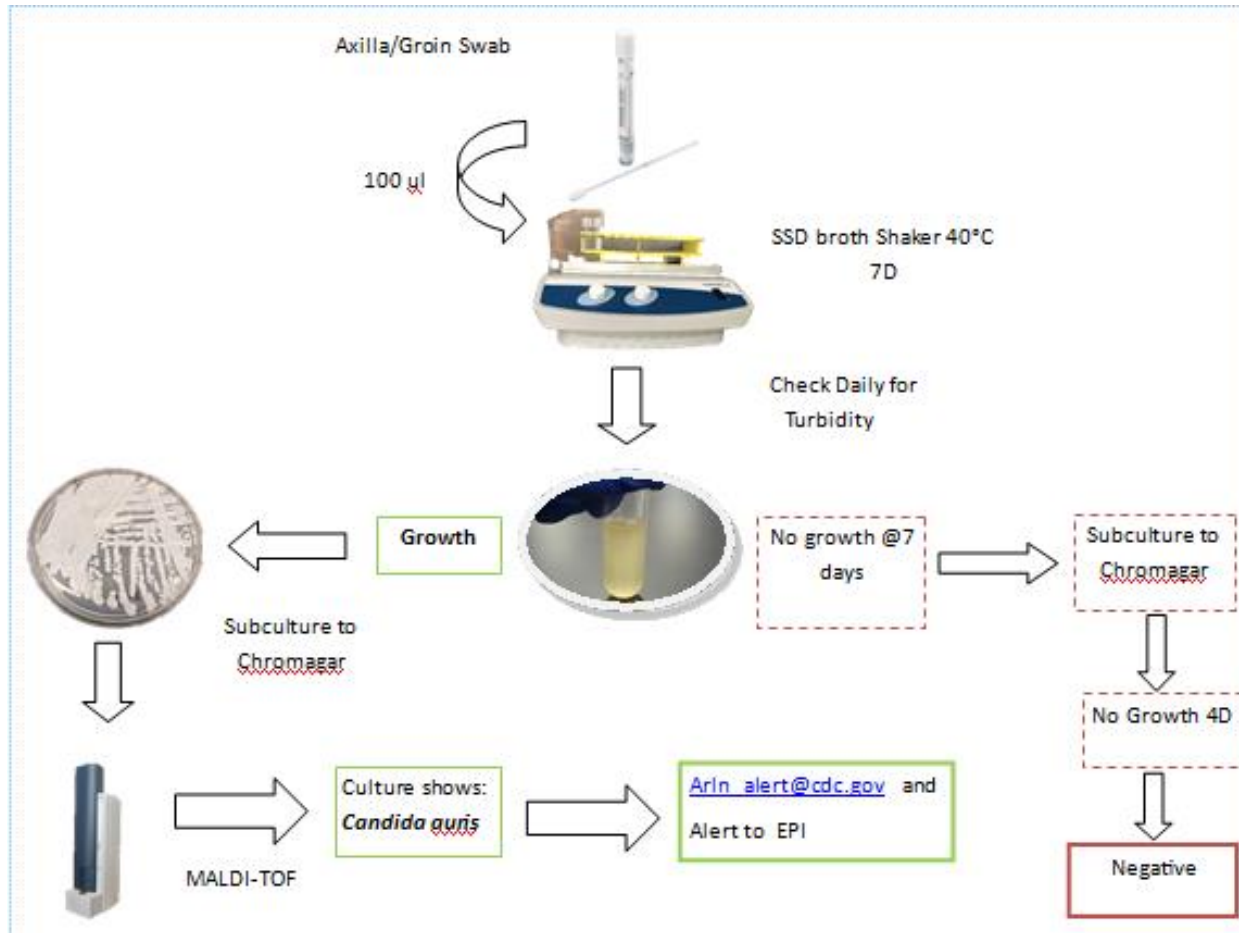 Axilla/Groin Swab
100 ul
SSD broth Shaker 40°C
7D
Check Daily for
Turbidity
Growth
No growth @7
days
Subculture to
Chromagar
Subculture to
Chromagar
No Growth 4D
Culture shows:
Candida auris
Arln_alert@cdc.gov and
Alert to EPI
Negative
MALDI-TOF